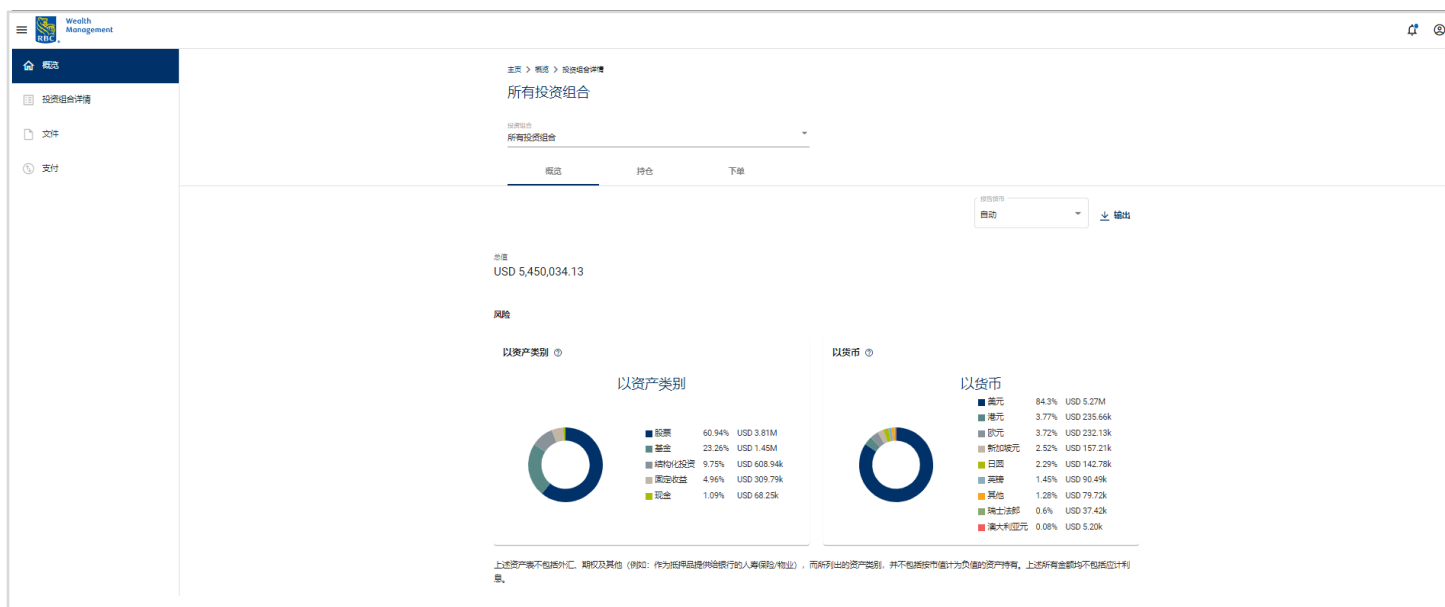 Wealth
Management
RBC
概览
投资组合详情
文件
支付
主页 > 概览 > 投资组合详情
所有投资组合
投资组合
所有投资组合
概览 持仓 下单
报告货币
自动
输出
总值
USD 5,450,034.13
风险
以资产类别
以资产类别
股票 60.94% USD 3.81M
基金 23.26% USD 1.45M
结构化投资 9.75% USD 608.94k
固定收益 4.96% USD 309.79k
现金 1.09% USD 68.25k
以货币
以货币
美元 84.3% USD 5.27M
港元 3.77% USD 235.66k
欧元 3.72% USD 232.13k
新加坡元 2.52% USD 157.21k
日圆 2.29% USD 142.78k
英镑 1.45% USD 90.49k
其他 1.28% USD 79.72k
瑞士法郎 0.6% USD 37.42k
澳大利亚元 0.08% USD 5.20k
上述资产表不包括外汇、期权及其他（例如：作为抵押品提供给银行的人寿保险/物业），而所列出的资产类别，并不包括按市值计为负值的资产持有。上述所有金额均不包括应计利
息。